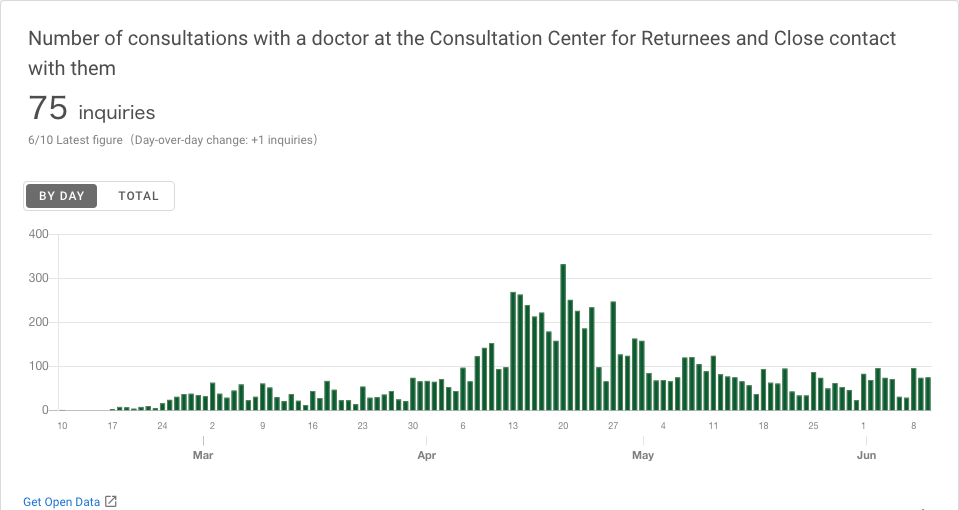 Number of consultations with a doctor at the Consultation Center for Returnees and Close contact
with them
75 inquiries
6/10 Latest figure（Day-over-day change: +1 inquiries）
BY DAY TOTAL
400
300
200
100
0
10 17 24 2 9 16 23 30 6 13 20 27 4 11 18 25 1 8
Mar Apr May Jun
Get Open Data